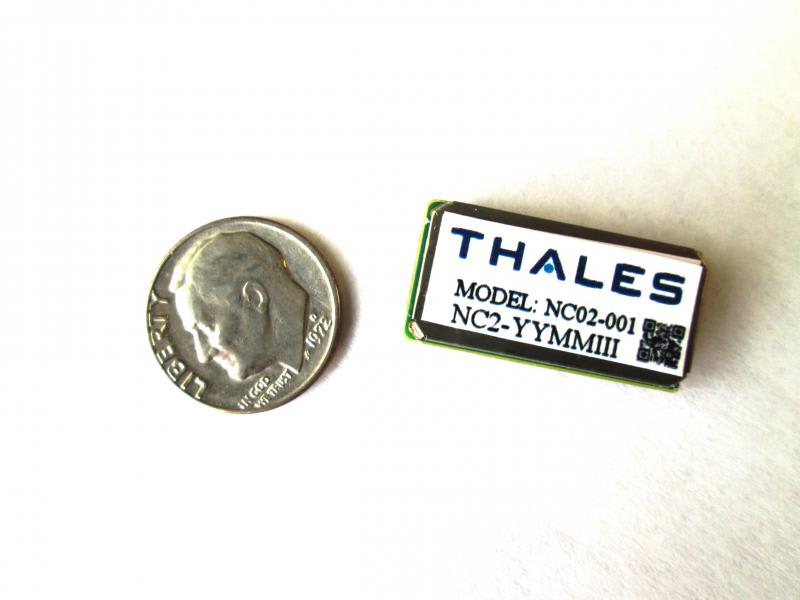 LIBERTY
IN GOD
WE TRUST
1972
D
THALES
MODEL: NC02-001
NC2-YYMMIII